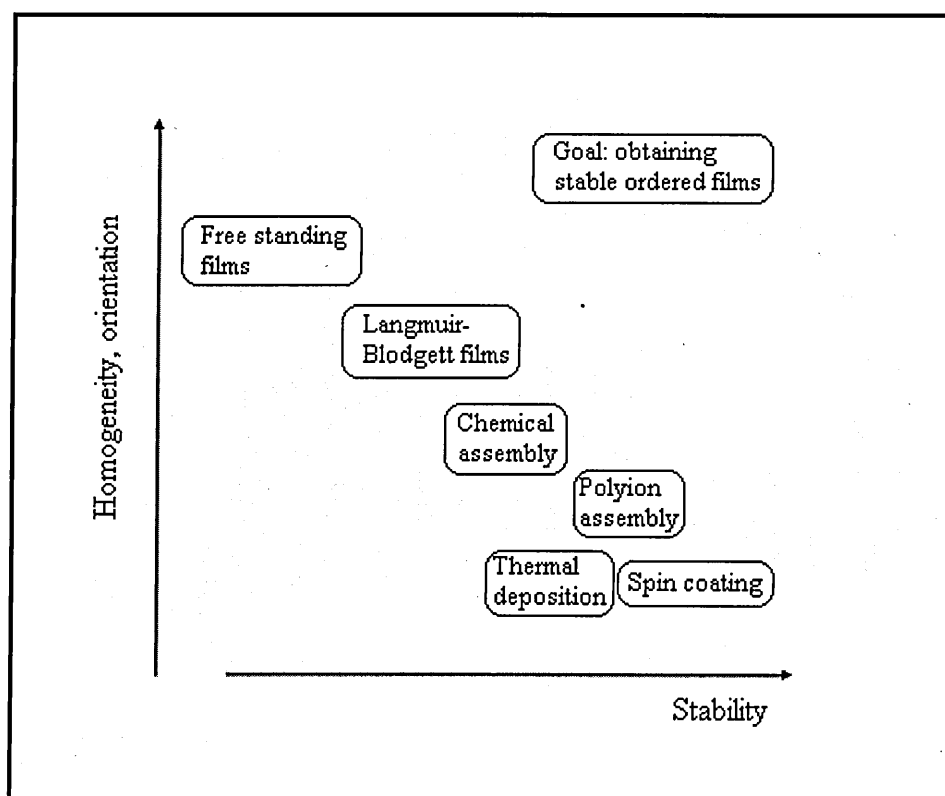 Goal: obtaining
stable ordered films
Free standing
films
Langmuir-
Blodgett films
Chemical
assembly
Polyion
assembly
Thermal
deposition
Spin coating
Homogeneity, orientation
Stability